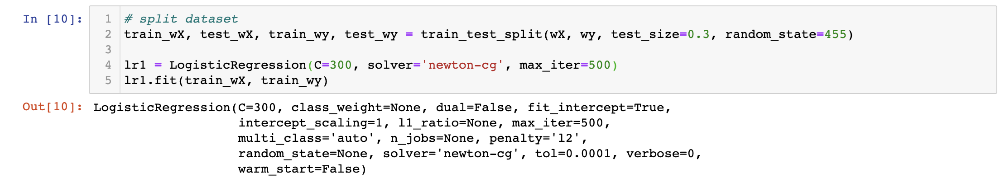 In [10]:
1 # split dataset
2 train_wX, test_wX, train_wy, test_wy = train_test_split(wX, wy, test_size=0.3, random_state=455)
3
4 lr1 = LogisticRegression(C=300, solver='newton-cg', max_iter=500)
5 lr1.fit(train_wX, train_wy)
Out[10]: LogisticRegression(C=300, class_weight=None, dual=False, fit_intercept=True,
intercept_scaling=1, l1_ratio=None, max_iter=500,
multi_class='auto', n_jobs=None, penalty='l2',
random_state=None, solver='newton-cg', tol=0.0001, verbose=0,
warm_start=False)